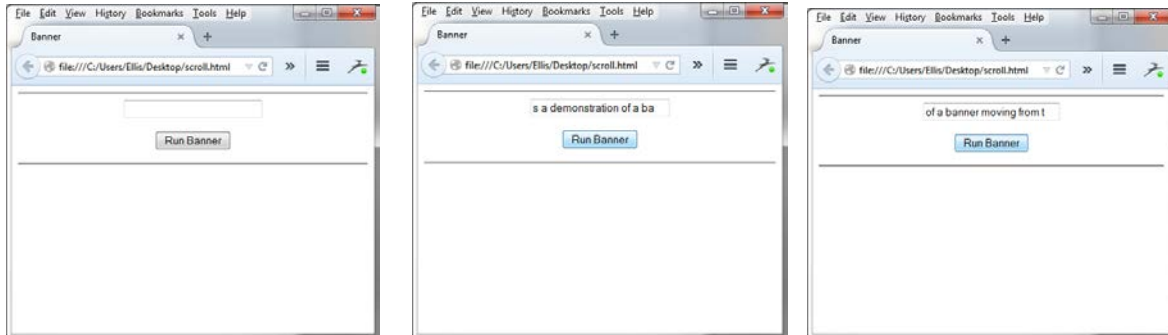 File Edit View History Bookmarks Tools Help
Banner × +
file:///C:/Users/Ellis/Desktop/scroll.html
Run Banner
File Edit View History Bookmarks Tools Help
Banner × +
file:///C:/Users/Ellis/Desktop/scroll.html
s a demonstration of a ba
Run Banner
File Edit View History Bookmarks Tools Help
Banner × +
file:///C:/Users/Ellis/Desktop/scroll.html
of a banner moving from t
Run Banner